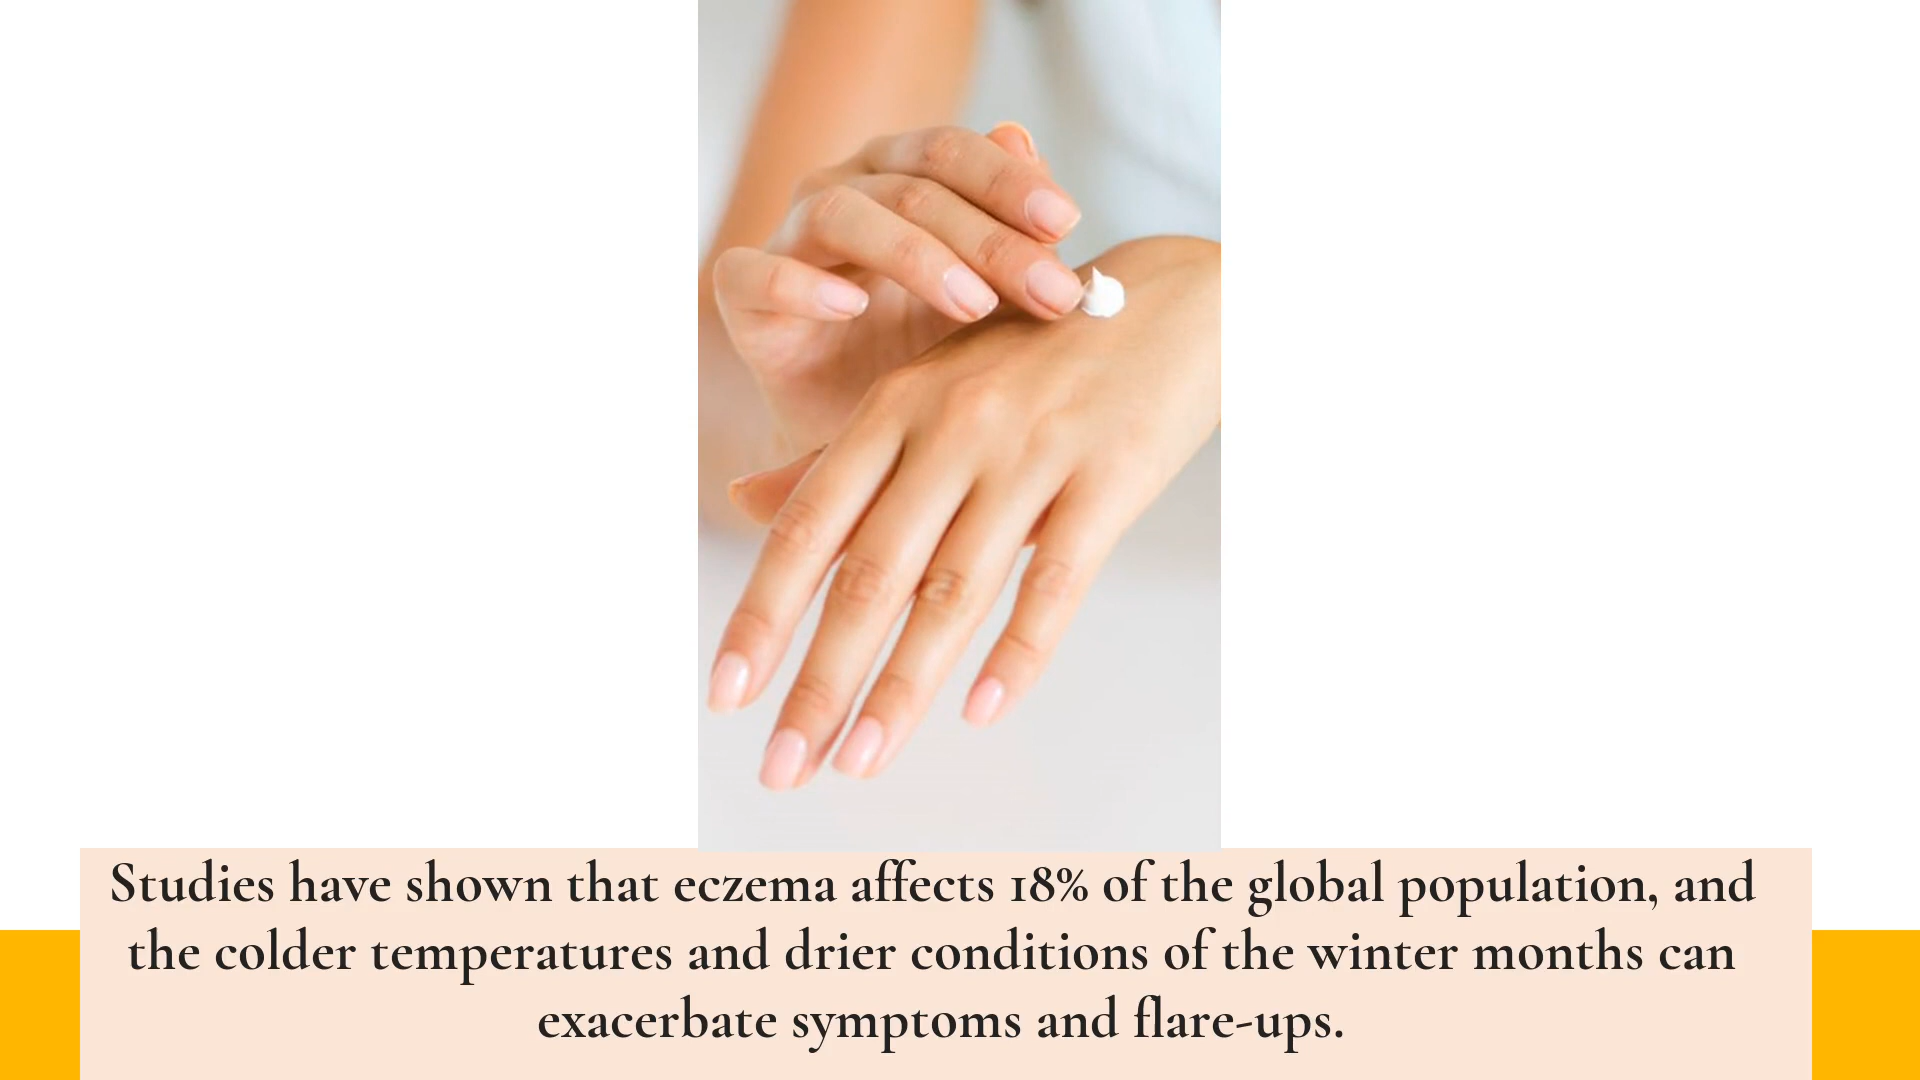 Studies have shown that eczema affects 18% of the global population, and
the colder temperatures and drier conditions of the winter months can
exacerbate symptoms and flare-ups.